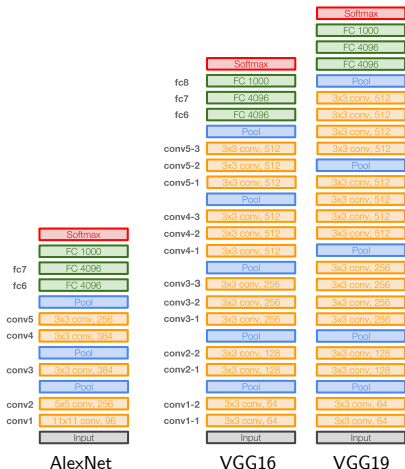 Softmax
FC 1000
fc7 FC 4096
fc6 FC 4096
Pool
conv5 3x3 conv, 256
conv4 3x3 conv, 384
Pool
conv3 3x3 conv, 384
Pool
conv2 5x5 conv, 256
conv1 11x11 conv, 96
Input
AlexNet
Softmax
fc8 FC 1000
fc7 FC 4096
fc6 FC 4096
Pool
conv5-3 3x3 conv, 512
conv5-2 3x3 conv, 512
conv5-1 3x3 conv, 512
Pool
conv4-3 3x3 conv, 512
conv4-2 3x3 conv, 512
conv4-1 3x3 conv, 512
Pool
conv3-3 3x3 conv, 256
conv3-2 3x3 conv, 256
conv3-1 3x3 conv, 256
Pool
conv2-2 3x3 conv, 128
conv2-1 3x3 conv, 128
Pool
conv1-2 3x3 conv, 64
conv1-1 3x3 conv, 64
Input
VGG16
Softmax
FC 1000
FC 4096
FC 4096
Pool
3x3 conv, 512
3x3 conv, 512
3x3 conv, 512
3x3 conv, 512
Pool
3x3 conv, 512
3x3 conv, 512
3x3 conv, 512
3x3 conv, 512
Pool
3x3 conv, 256
3x3 conv, 256
3x3 conv, 256
3x3 conv, 256
Pool
3x3 conv, 128
3x3 conv, 128
Pool
3x3 conv, 64
3x3 conv, 64
Input
VGG19